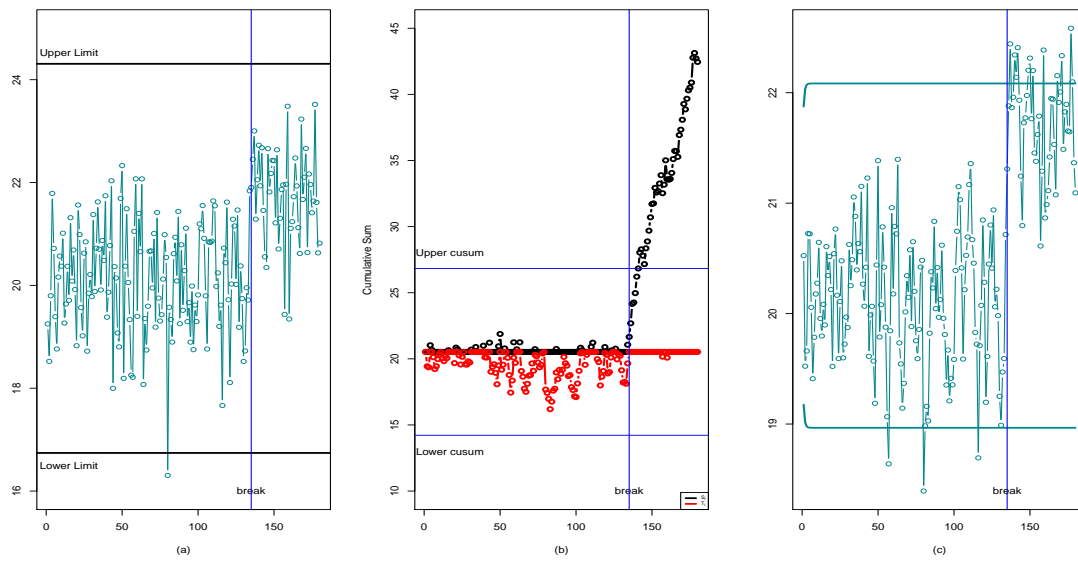 Upper Limit
Lower Limit
break
16 18 20 22 24
0 50 100 150
(a)
Cumulative Sum
Upper cusum
Lower cusum
break
10 15 20 25 30 35 40 45
0 50 100 150
(b)
break
19 20 21 22
0 50 100 150
(c)